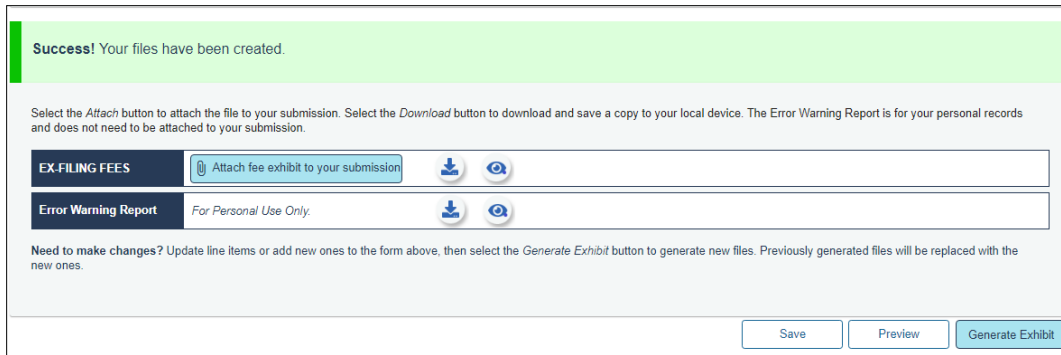 Success! Your files have been created.
Select the Attach button to attach the file to your submission. Select the Download button to download and save a copy to your local device. The Error Warning Report is for your personal records
and does not need to be attached to your submission.
EX-FILING FEES
Attach fee exhibit to your submission
Error Warning Report
For Personal Use Only.
Need to make changes? Update line items or add new ones to the form above, then select the Generate Exhibit button to generate new files. Previously generated files will be replaced with the
new ones.
Save
Preview
Generate Exhibit